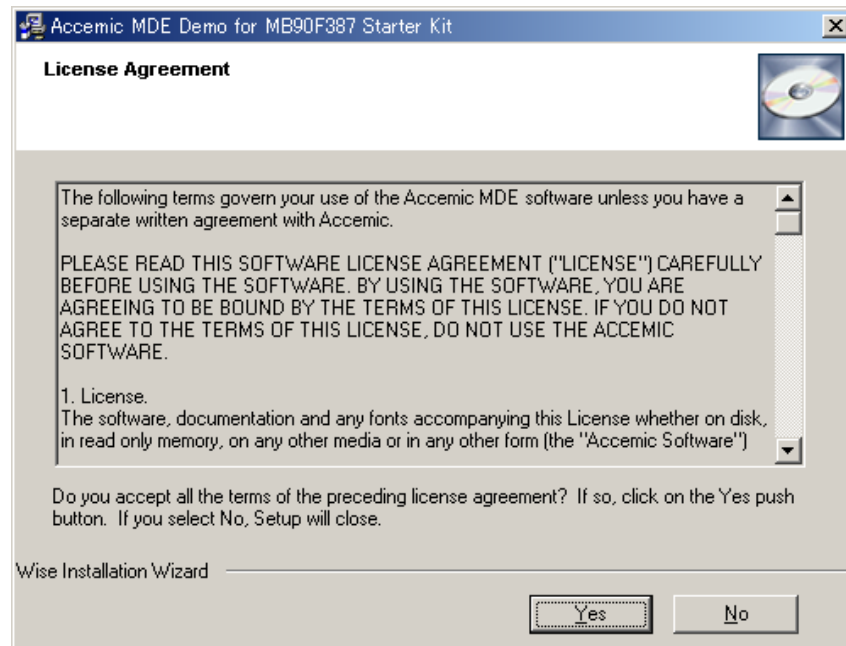 Accemic MDE Demo for MB90F387 Starter Kit
License Agreement
The following terms govern your use of the Accemic MDE software unless you have a
separate written agreement with Accemic.
PLEASE READ THIS SOFTWARE LICENSE AGREEMENT ("LICENSE") CAREFULLY
BEFORE USING THE SOFTWARE. BY USING THE SOFTWARE, YOU ARE
AGREEING TO BE BOUND BY THE TERMS OF THIS LICENSE. IF YOU DO NOT
AGREE TO THE TERMS OF THIS LICENSE, DO NOT USE THE ACCEMIC
SOFTWARE.
1. License.
The software, documentation and any fonts accompanying this License whether on disk,
in read only memory, on any other media or in any other form (the "Accemic Software")
Do you accept all the terms of the preceding license agreement?  If so, click on the Yes push
button.  If you select No, Setup will close.
Wise Installation Wizard
Yes
No